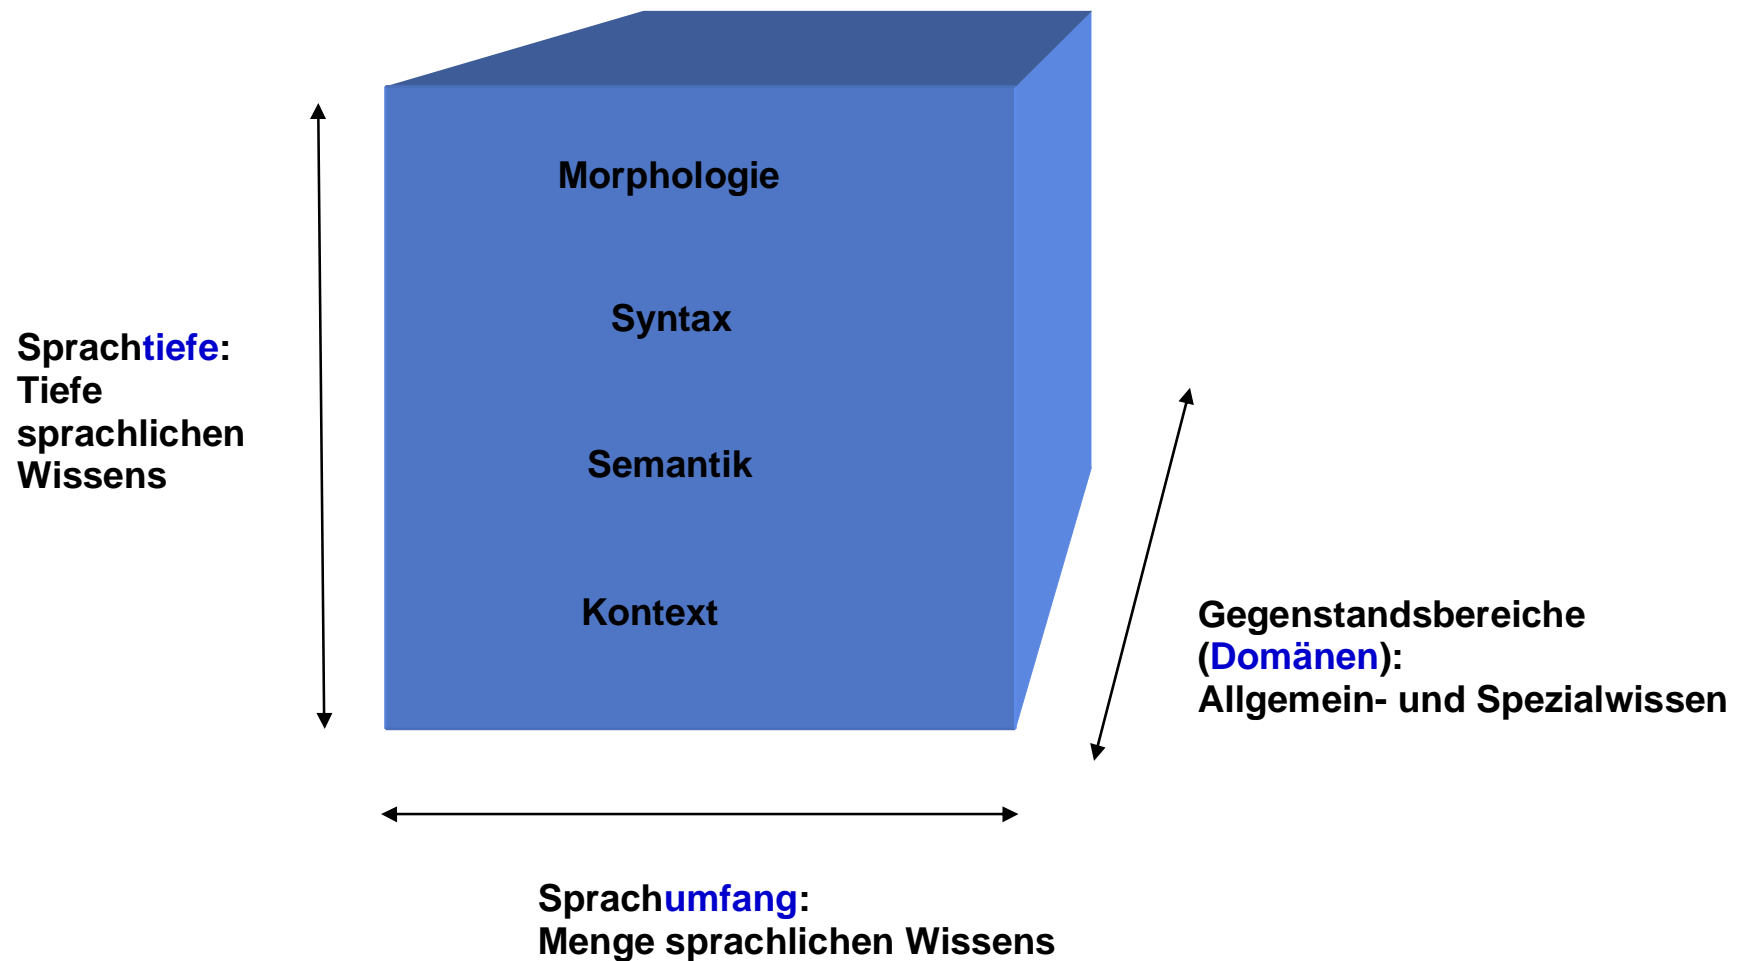 Morphologie
Syntax
Semantik
Kontext
Sprachtiefe:
Tiefe
sprachlichen
Wissens
Gegenstandsbereiche
(Domänen):
Allgemein- und Spezialwissen
Sprachumfang:
Menge sprachlichen Wissens